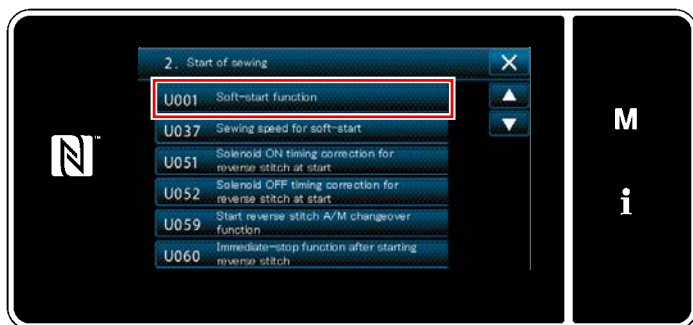 2. Start of sewing
U001 Soft-start function
U037 Sewing speed for soft-start
U051 Solenoid ON timing correction for
reverse stitch at start
U052 Solenoid OFF timing correction for
reverse stitch at start
U059 Start reverse stitch A/M changeover
function
U060 Immediate-stop function after starting
reverse stitch
M
i